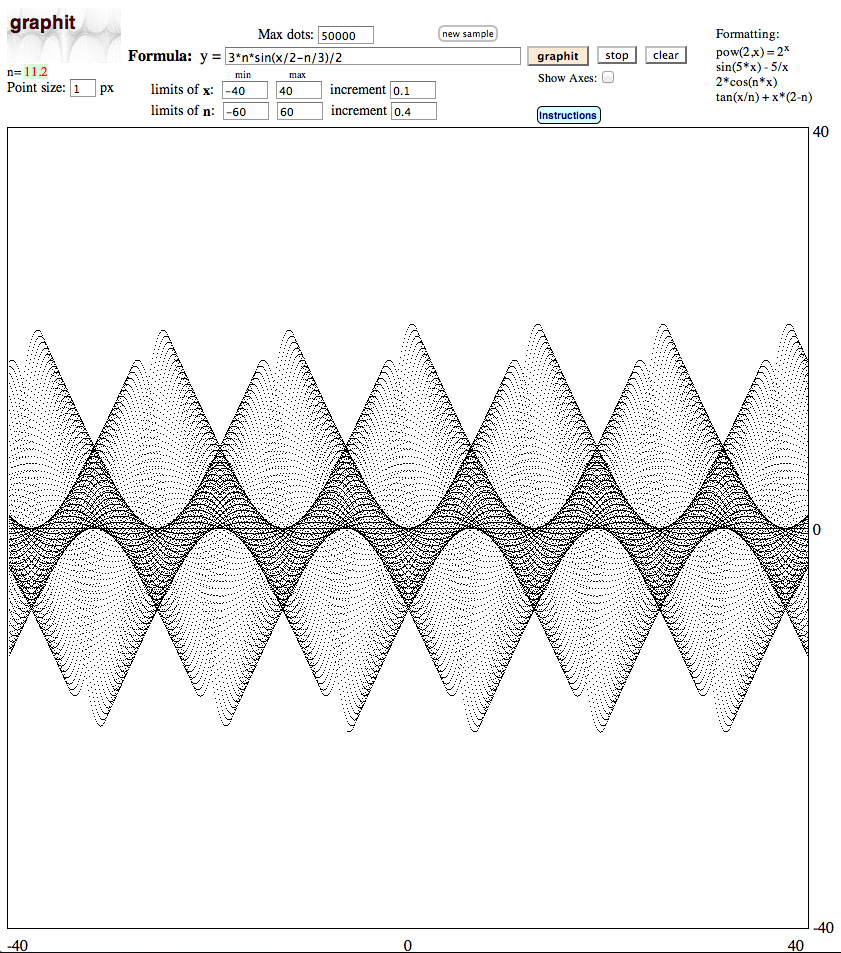 graphit
Max dots: 50000
new sample
Formula: y = 3*n*sin(x/2-n/3)/2
graphit
stop
clear
n= 11.2
Point size: 1 px
min max
limits of x: -40 40 increment 0.1
limits of n: -60 60 increment 0.4
Show Axes:
Instructions
Formatting:
pow(2,x) = 2ˣ
sin(5*x) - 5/x
2*cos(n*x)
tan(x/n) + x*(2-n)
40
0
-40
-40 0 40